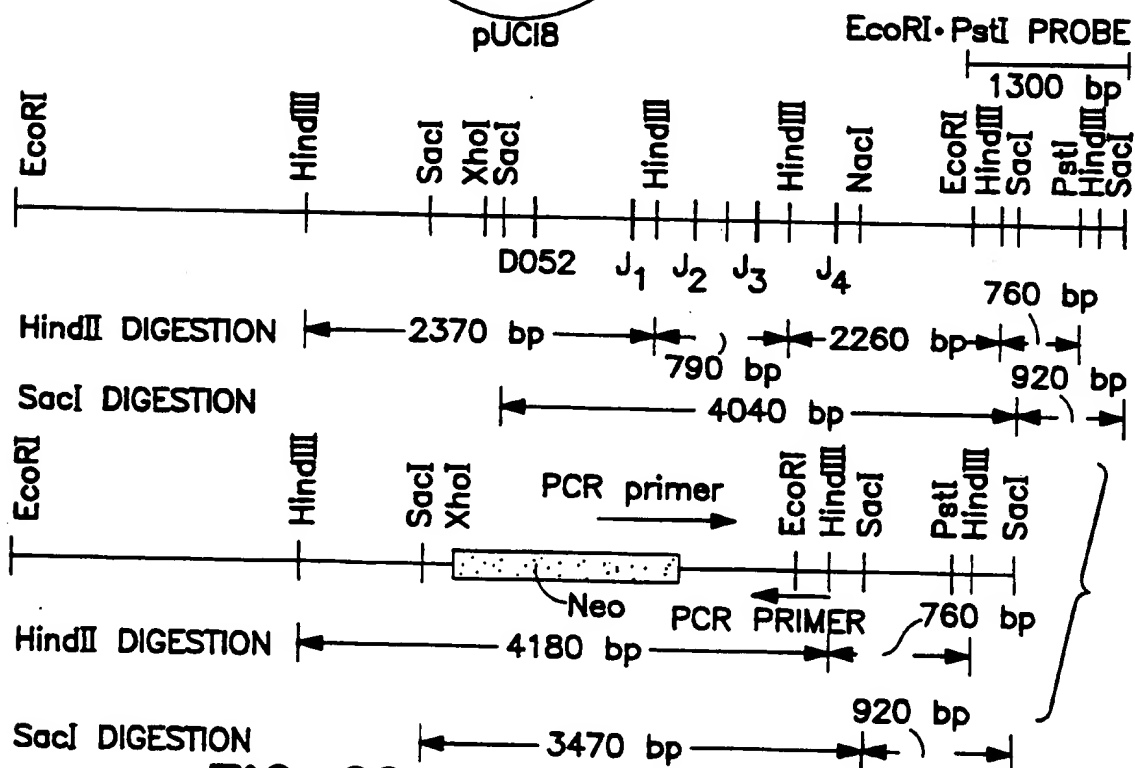 pUC18
EcoRI·PstI PROBE
1300 bp
EcoRI
HindIII
SacI
XhoI
SacI
HindIII
HindIII
NacI
EcoRI
HindIII
SacI
PstI
HindIII
SacI
D052
J1
J2
J3
J4
760 bp
HindII DIGESTION
2370 bp
790 bp
2260 bp
920 bp
SacI DIGESTION
4040 bp
EcoRI
HindIII
SacI
XhoI
PCR primer
EcoRI
HindIII
SacI
PstI
HindIII
SacI
Neo
PCR PRIMER
760 bp
HindII DIGESTION
4180 bp
920 bp
SacI DIGESTION
3470 bp